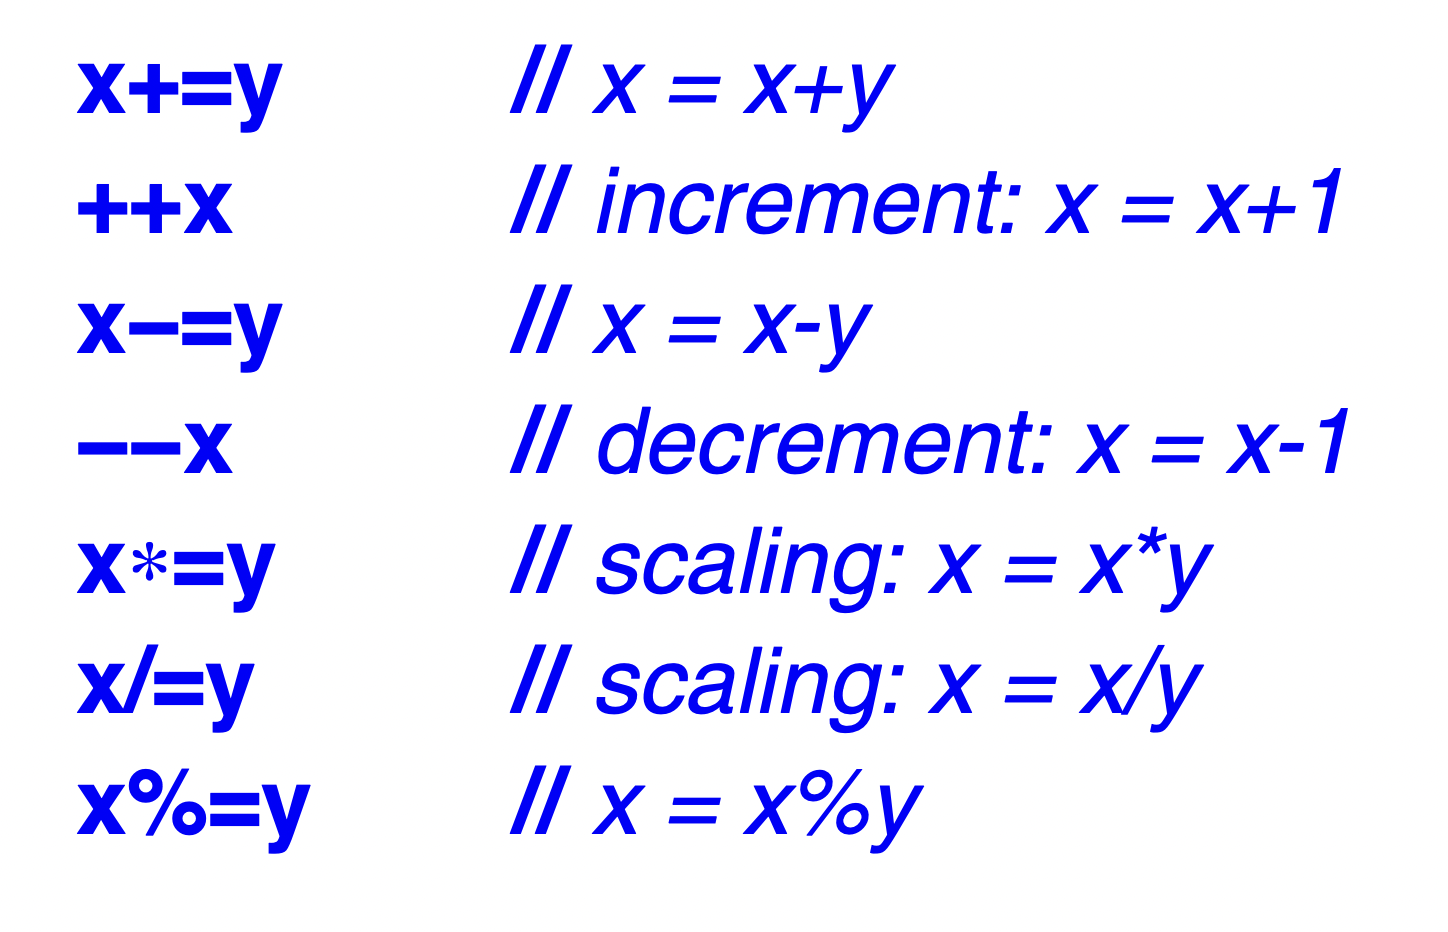 x+=y // x = x+y
++x // increment: x = x+1
x−=y // x = x-y
−−x // decrement: x = x-1
x*=y // scaling: x = x*y
x/=y // scaling: x = x/y
x%=y // x = x%y